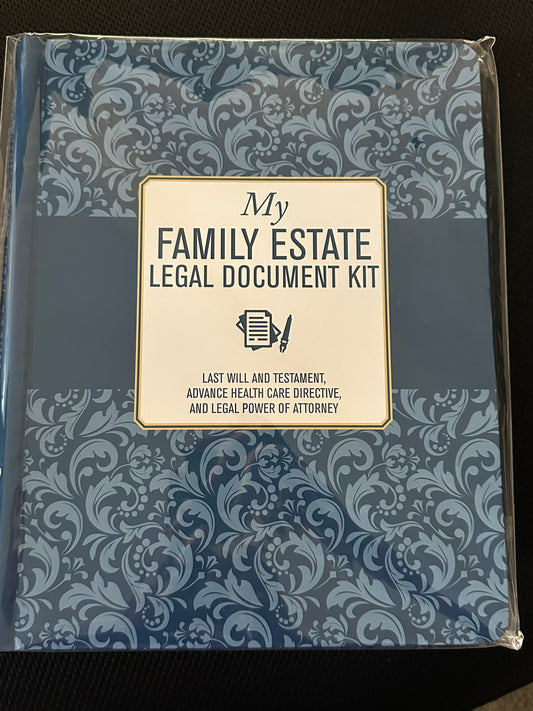 My
FAMILY ESTATE
LEGAL DOCUMENT KIT
LAST WILL AND TESTAMENT,
ADVANCE HEALTH CARE DIRECTIVE,
AND LEGAL POWER OF ATTORNEY